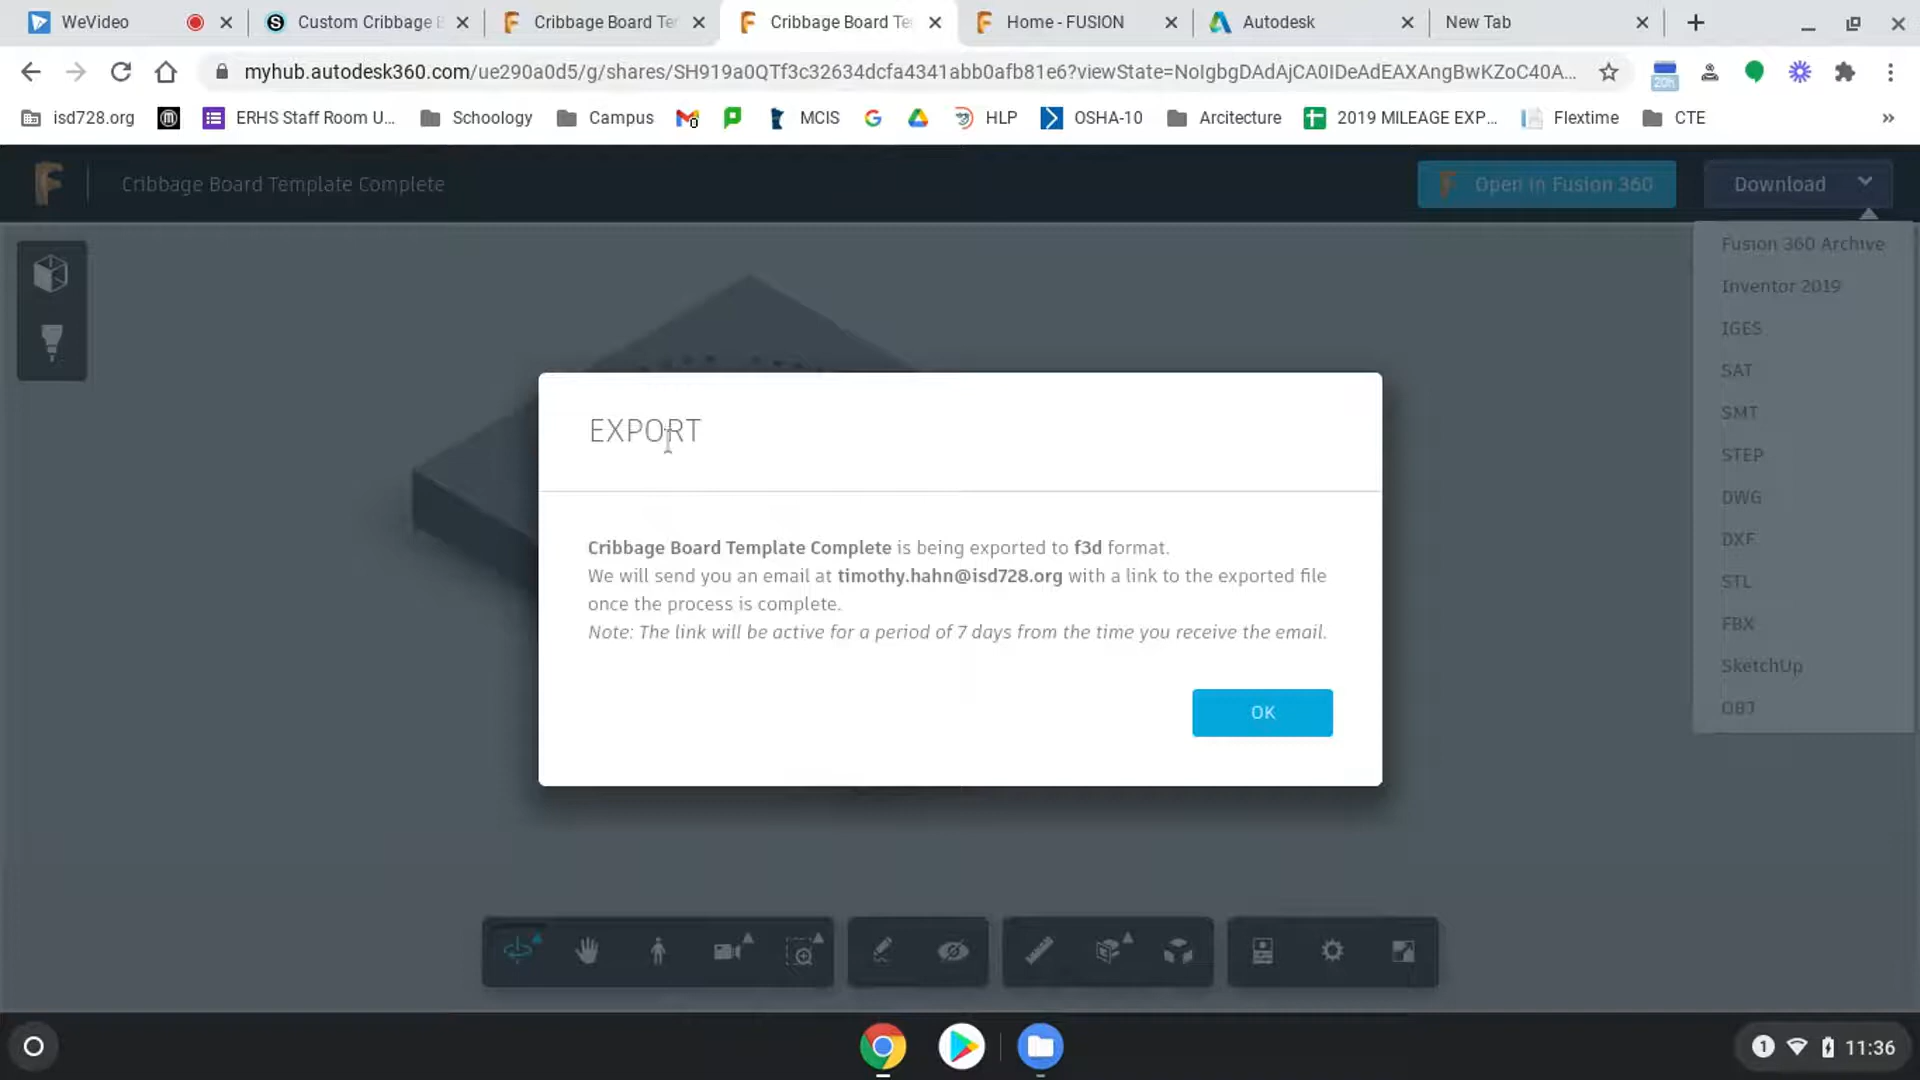 WeVideo
Custom Cribbage B
Cribbage Board Te
Cribbage Board Te
Home - FUSION
Autodesk
New Tab
myhub.autodesk360.com/ue290a0d5/g/shares/SH919a0QTf3c32634dcfa4341abb0afb81e6?viewState=NoIgbgDAdAjCA0IDeAdEAXAngBwKZoC40A...
20h
isd728.org
ERHS Staff Room U...
Schoology
Campus
MCIS
HLP
OSHA-10
Arcitecture
2019 MILEAGE EXP...
Flextime
CTE
Cribbage Board Template Complete
Open in Fusion 360
Download
Fusion 360 Archive
Inventor 2019
IGES
SAT
SMT
STEP
DWG
DXF
STL
FBX
SketchUp
OBJ
EXPORT
Cribbage Board Template Complete is being exported to f3d format.
We will send you an email at timothy.hahn@isd728.org with a link to the exported file
once the process is complete.
Note: The link will be active for a period of 7 days from the time you receive the email.
OK
1
11:36